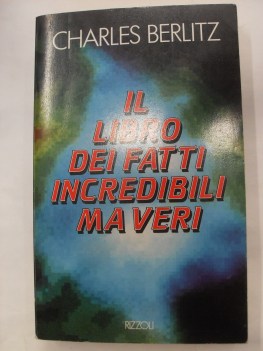 CHARLES BERLITZ
IL
LIBRO
DEI FATTI
INCREDIBILI
MA VERI
RIZZOLI